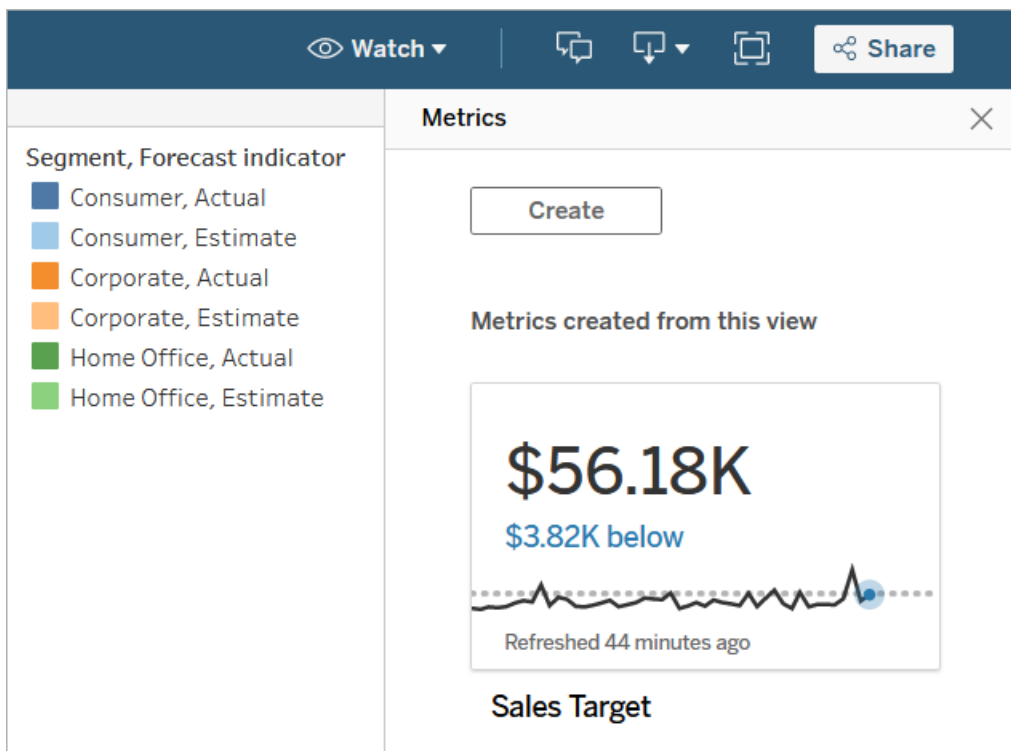 Watch
Share
Metrics
Segment, Forecast indicator
Consumer, Actual
Consumer, Estimate
Corporate, Actual
Corporate, Estimate
Home Office, Actual
Home Office, Estimate
Create
Metrics created from this view
$56.18K
$3.82K below
Refreshed 44 minutes ago
Sales Target